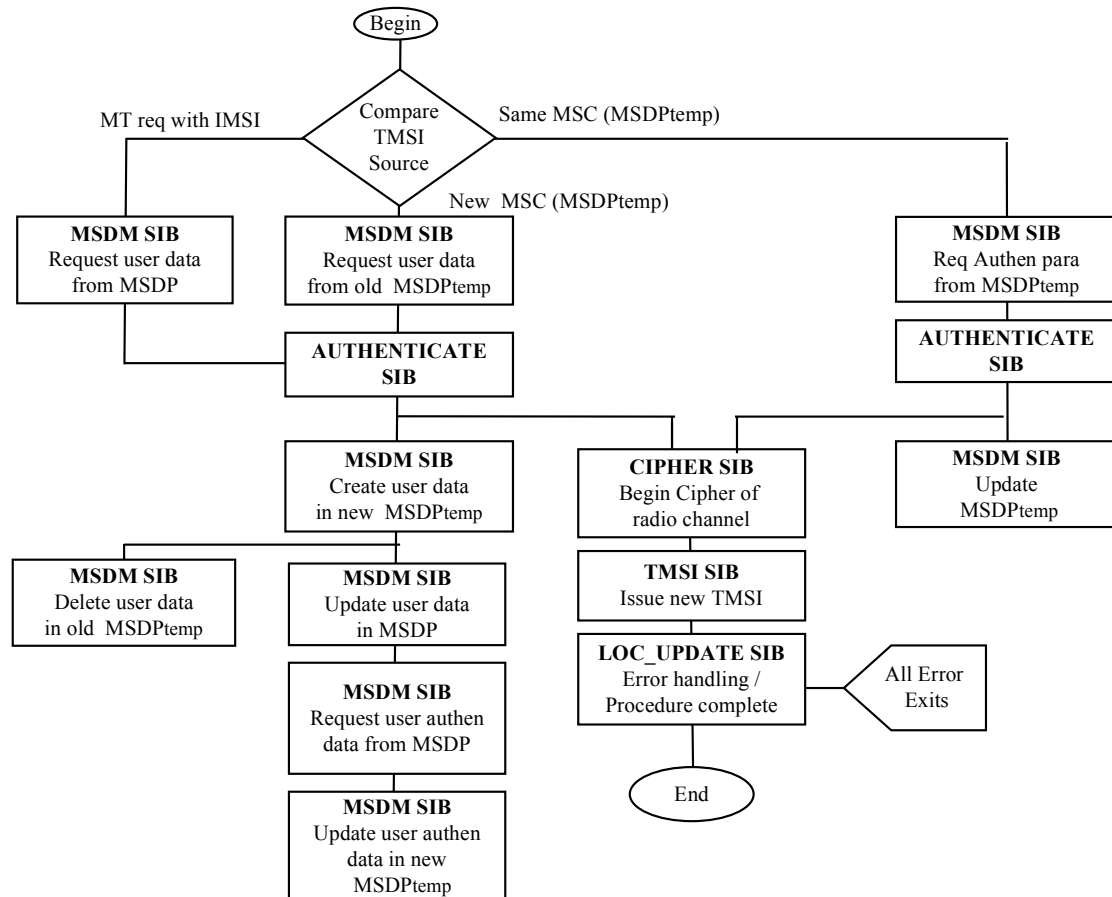 Begin
Compare
TMSI
Source
MT req with IMSI
Same MSC (MSDPtemp)
New  MSC (MSDPtemp)
MSDM SIB
Request user data
from MSDP
MSDM SIB
Request user data
from old  MSDPtemp
MSDM SIB
Req Authen para
from MSDPtemp
AUTHENTICATE
SIB
AUTHENTICATE
SIB
MSDM SIB
Create user data
in new  MSDPtemp
CIPHER SIB
Begin Cipher of
radio channel
MSDM SIB
Update
MSDPtemp
MSDM SIB
Delete user data
in old  MSDPtemp
MSDM SIB
Update user data
in MSDP
TMSI SIB
Issue new TMSI
LOC_UPDATE SIB
Error handling /
Procedure complete
All Error
Exits
MSDM SIB
Request user authen
data from MSDP
End
MSDM SIB
Update user authen
data in new
MSDPtemp